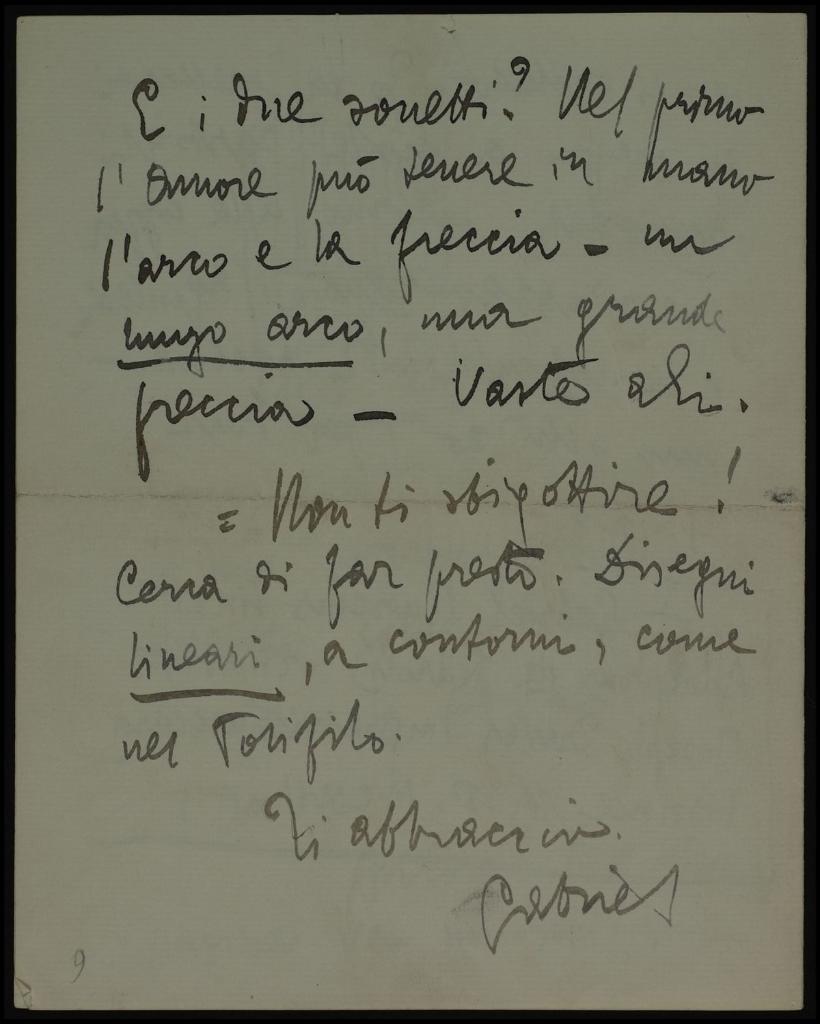 E i due sonetti? Nel primo
l'Amore può tenere in mano
l'arco e la freccia – un
lungo arco, una grande
freccia – Vaste ali.
= Non ti sbigottire!
Cerca di far presto. Disegni
lineari, a contorni, come
nel Polifilo.
Ti abbraccio.
Gabriel
9